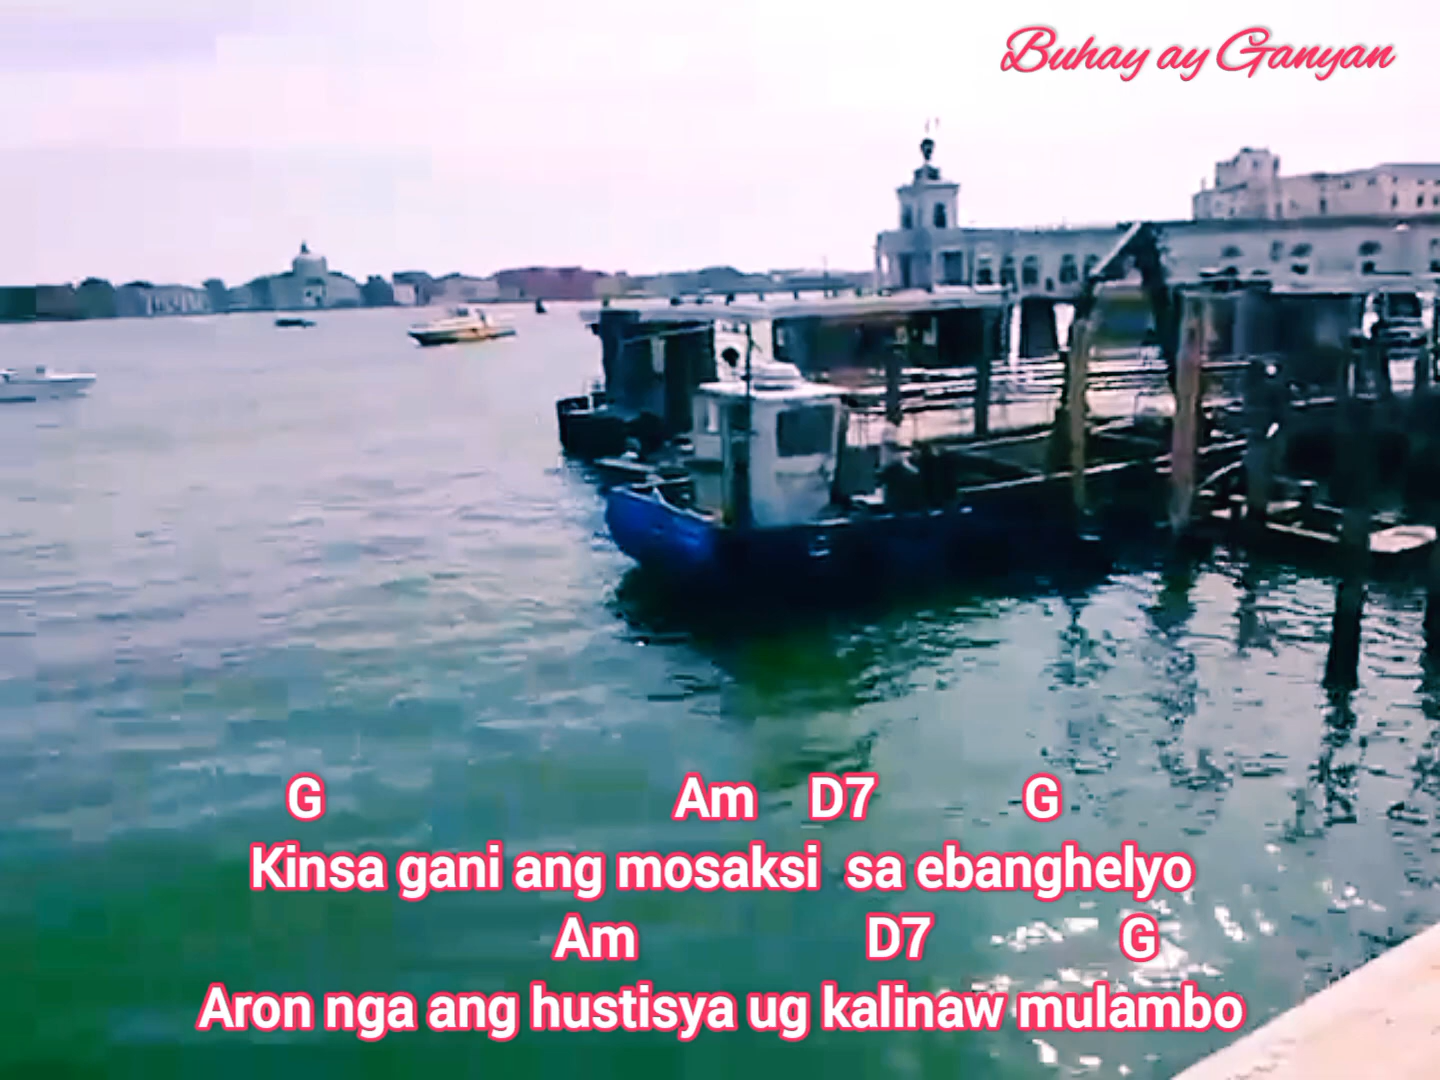 Buhay ay Ganyan
G Am D7 G
Kinsa gani ang mosaksi sa ebanghelyo
Am D7 G
Aron nga ang hustisya ug kalinaw mulambo